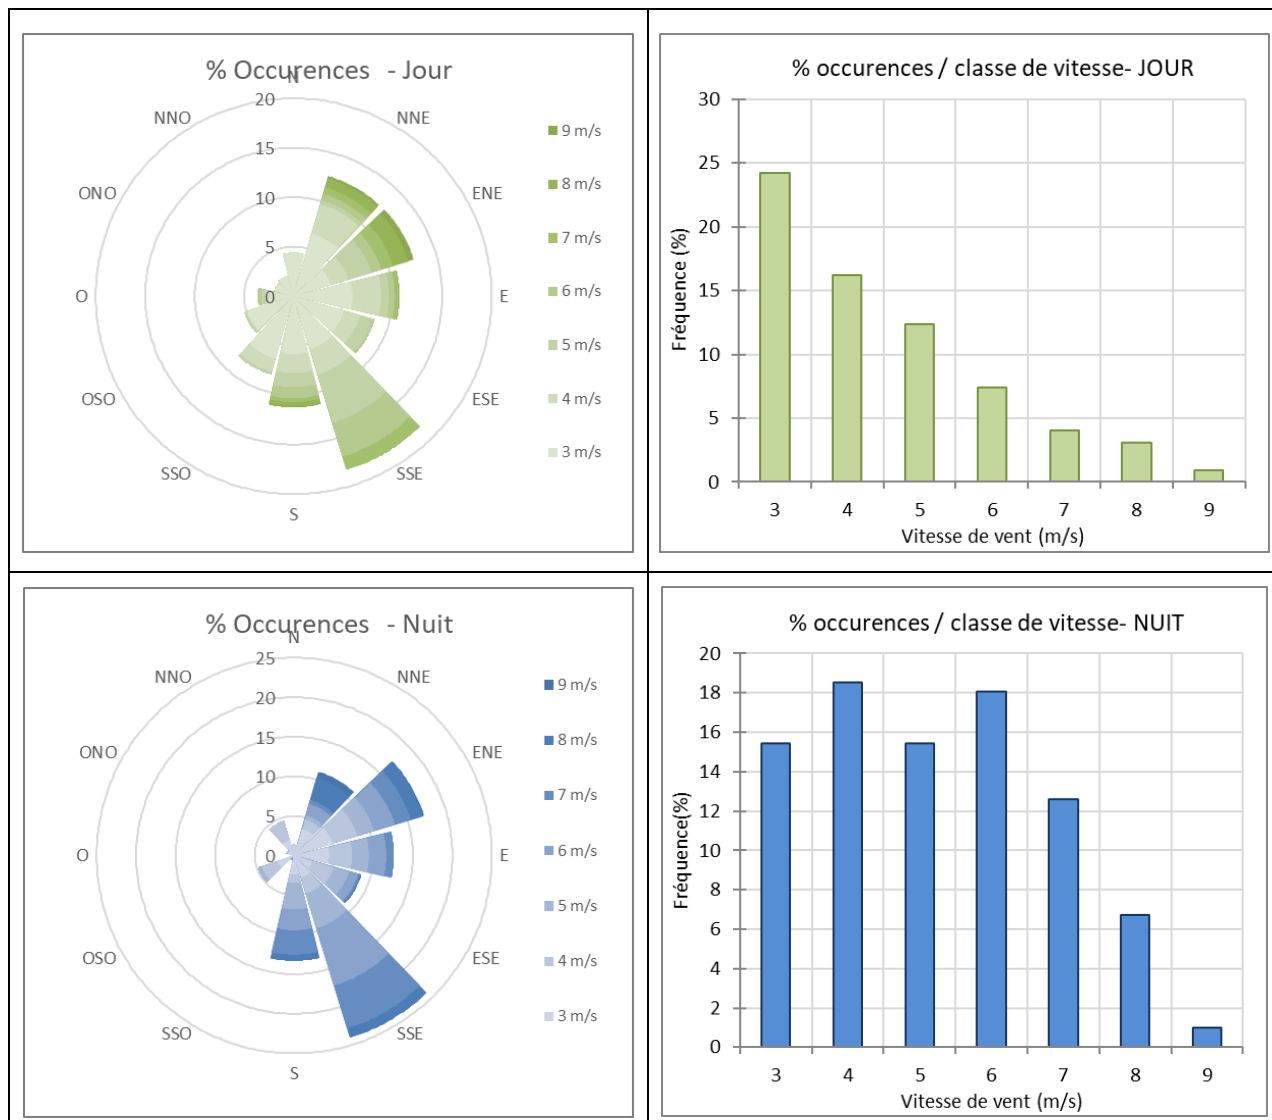 % Occurences - Jour
N
NNE
ENE
E
ESE
SSE
S
SSO
OSO
O
ONO
NNO
20
15
10
5
0
9 m/s
8 m/s
7 m/s
6 m/s
5 m/s
4 m/s
3 m/s
% occurences / classe de vitesse- JOUR
Fréquence (%)
30
25
20
15
10
5
0
3 4 5 6 7 8 9
Vitesse de vent (m/s)
% Occurences - Nuit
N
NNE
ENE
E
ESE
SSE
S
SSO
OSO
O
ONO
NNO
25
20
15
10
5
0
9 m/s
8 m/s
7 m/s
6 m/s
5 m/s
4 m/s
3 m/s
% occurences / classe de vitesse- NUIT
Fréquence(%)
20
18
16
14
12
10
8
6
4
2
0
3 4 5 6 7 8 9
Vitesse de vent (m/s)